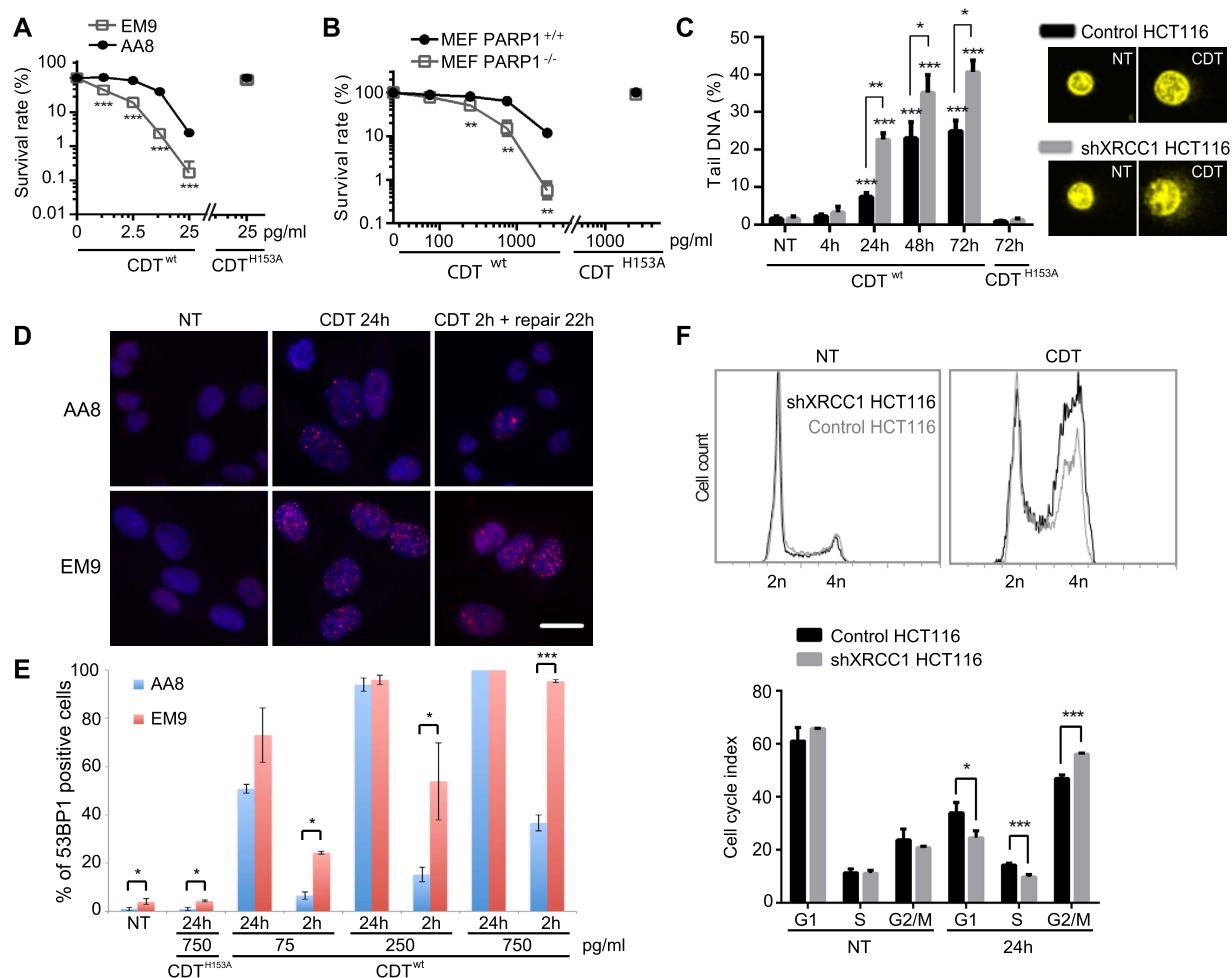 A
EM9
AA8
Survival rate (%)
100
10
1
0.1
0.01
***
***
***
***
0
2.5
25
25
pg/ml
CDT wt
CDT H153A
B
MEF PARP1 +/+
MEF PARP1 -/-
Survival rate (%)
100
10
1
0.1
**
**
**
0
100
1000
1000
pg/ml
CDT wt
CDT H153A
C
Control HCT116
shXRCC1 HCT116
NT
CDT
NT
CDT
Tail DNA (%)
50
40
30
20
10
0
*
*
**
***
***
***
***
***
***
NT
4h
24h
48h
72h
72h
CDT wt
CDT H153A
D
NT
CDT 24h
CDT 2h + repair 22h
AA8
EM9
E
AA8
EM9
% of 53BP1 positive cells
100
80
60
40
20
0
*
*
*
*
***
NT
24h
24h
2h
24h
2h
24h
2h
750
75
250
750
pg/ml
CDT H153A
CDT wt
F
NT
CDT
shXRCC1 HCT116
Control HCT116
Cell count
2n
4n
2n
4n
Control HCT116
shXRCC1 HCT116
Cell cycle index
80
60
40
20
0
*
***
***
G1
S
G2/M
G1
S
G2/M
NT
24h